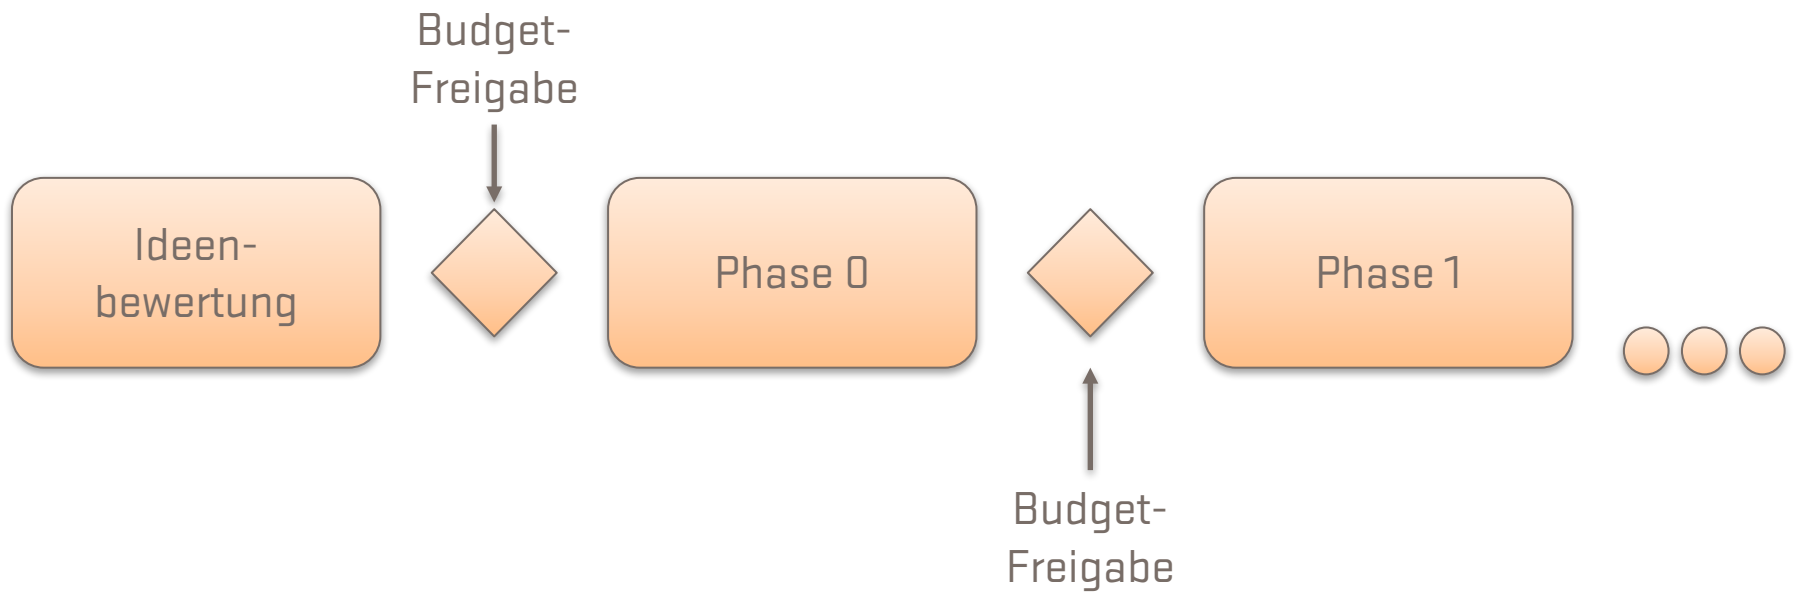 Budget-
Freigabe
Ideen-
bewertung
Phase 0
Phase 1
Budget-
Freigabe